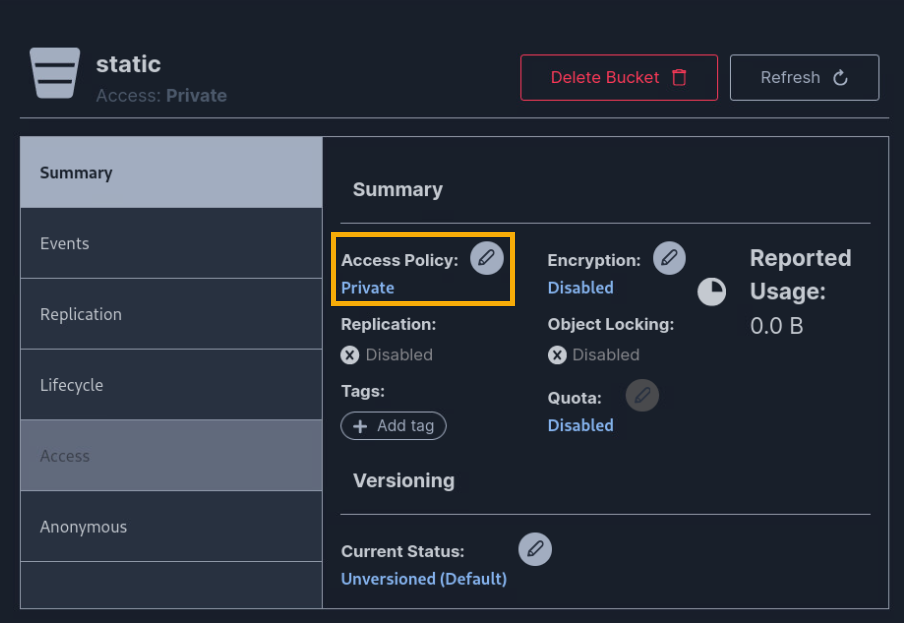 static
Access: Private
Delete Bucket
Refresh
Summary
Events
Replication
Lifecycle
Access
Anonymous
Summary
Access Policy:
Private
Encryption:
Disabled
Reported
Usage:
0.0 B
Replication:
Disabled
Object Locking:
Disabled
Tags:
Add tag
Quota:
Disabled
Versioning
Current Status:
Unversioned (Default)